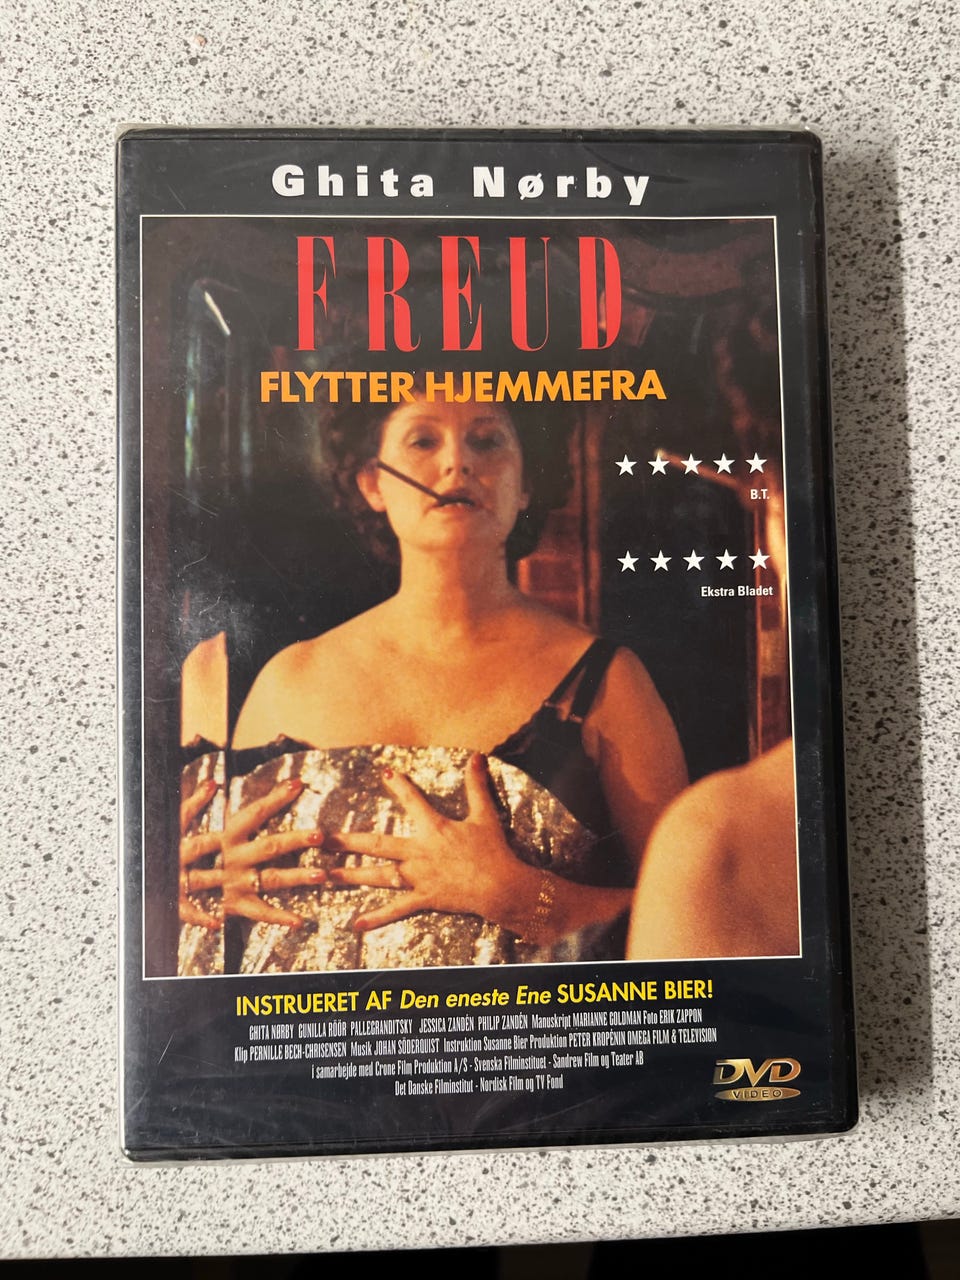 Ghita Nørby
FREUD
FLYTTER HJEMMEFRA
B.T.
Ekstra Bladet
INSTRUERET AF Den eneste Ene SUSANNE BIER!
GHITA NØRBY GUNILLA RÖÖR PALLEGRANDITSKY JESSICA ZANDÉN PHILIP ZANDÉN Manuskript MARIANNE GOLDMAN Foto ERIK ZAPPON
Klip PERNILLE BECH-CHRISENSEN Musik JOHAN SÖDERQUIST Instruktion Susanne Bier Produktion PETER KROPÉNIN OMEGA FILM & TELEVISION
i samarbejde med Crone Film Produktion A/S - Svenska Filminstituet - Sandrew Film og Teater AB
Det Danske Filminstitut - Nordisk Film og TV Fond
DVD
VIDEO